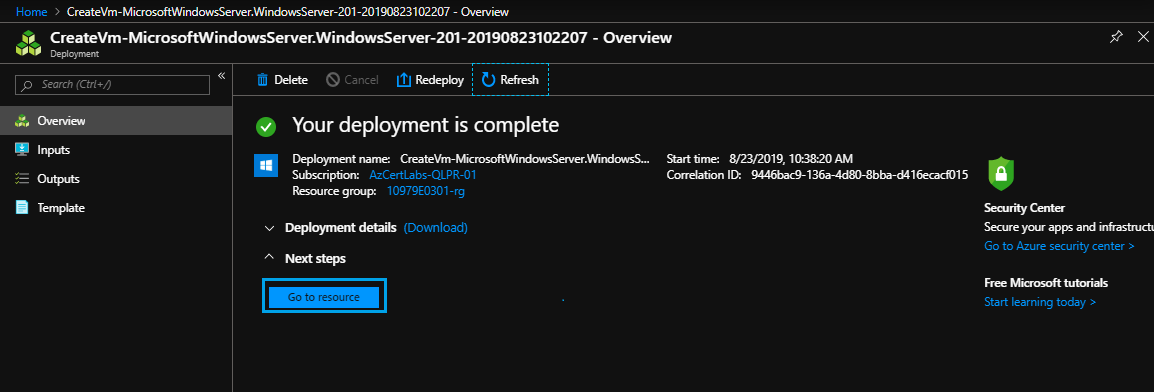 Home > CreateVm-MicrosoftWindowsServer.WindowsServer-201-20190823102207 - Overview
CreateVm-MicrosoftWindowsServer.WindowsServer-201-20190823102207 - Overview
Deployment
Search (Ctrl+/)
«
Overview
Inputs
Outputs
Template
Delete Cancel Redeploy Refresh
Your deployment is complete
Deployment name: CreateVm-MicrosoftWindowsServer.WindowsS...
Subscription: AzCertLabs-QLPR-01
Resource group: 10979E0301-rg
Start time: 8/23/2019, 10:38:20 AM
Correlation ID: 9446bac9-136a-4d80-8bba-d416ecacf015
Deployment details (Download)
Next steps
Go to resource
Security Center
Secure your apps and infrastructu
Go to Azure security center >
Free Microsoft tutorials
Start learning today >